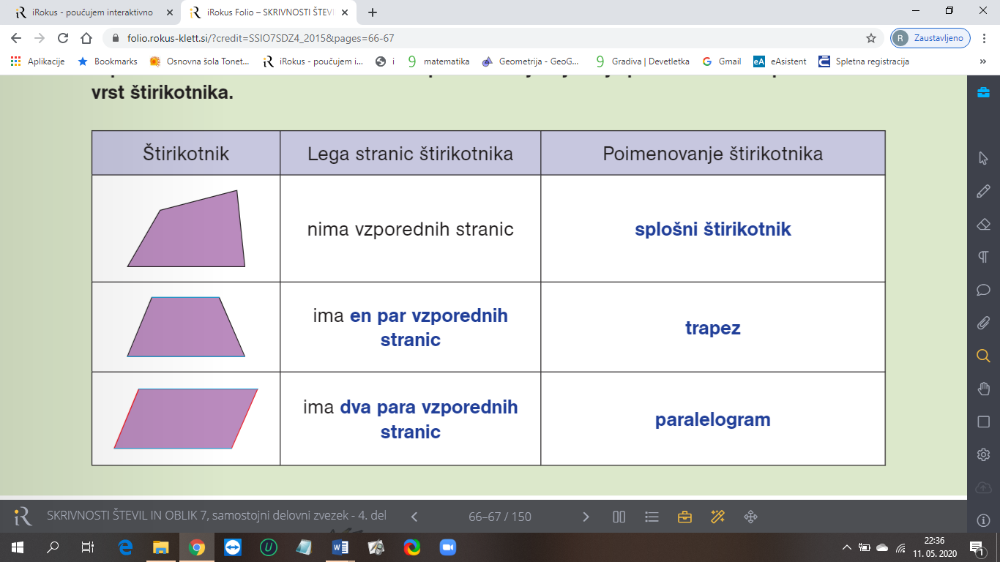 iRokus - poučujem interaktivno
iRokus Folio – SKRIVNOSTI ŠTEVI
folio.rokus-klett.si/?credit=SSIO7SDZ4_2015&pages=66-67
R Zaustavljeno
Aplikacije
Bookmarks
Osnovna šola Tonet...
iRokus - poučujem i...
i
matematika
Geometrija - GeoG...
Gradiva | Devetletka
Gmail
eAsistent
Spletna registracija
vrst štirikotnika.
Štirikotnik
Lega stranic štirikotnika
Poimenovanje štirikotnika
nima vzporednih stranic
splošni štirikotnik
ima en par vzporednih
stranic
trapez
ima dva para vzporednih
stranic
paralelogram
SKRIVNOSTI ŠTEVIL IN OBLIK 7, samostojni delovni zvezek - 4. del
66–67 / 150
22:36
11. 05. 2020
1